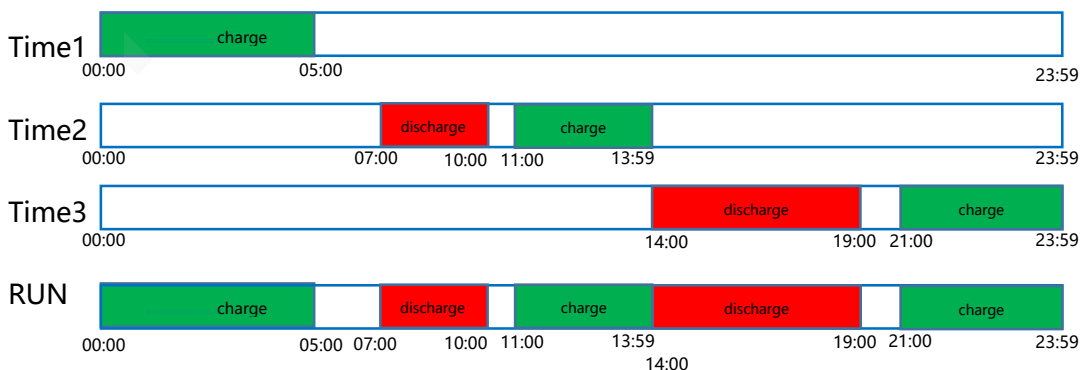 Time1
charge
00:00 05:00 23:59
Time2
discharge charge
00:00 07:00 10:00 11:00 13:59 23:59
Time3
discharge charge
00:00 14:00 19:00 21:00 23:59
RUN
charge discharge charge discharge charge
00:00 05:00 07:00 10:00 11:00 13:59 19:00 21:00 23:59
14:00